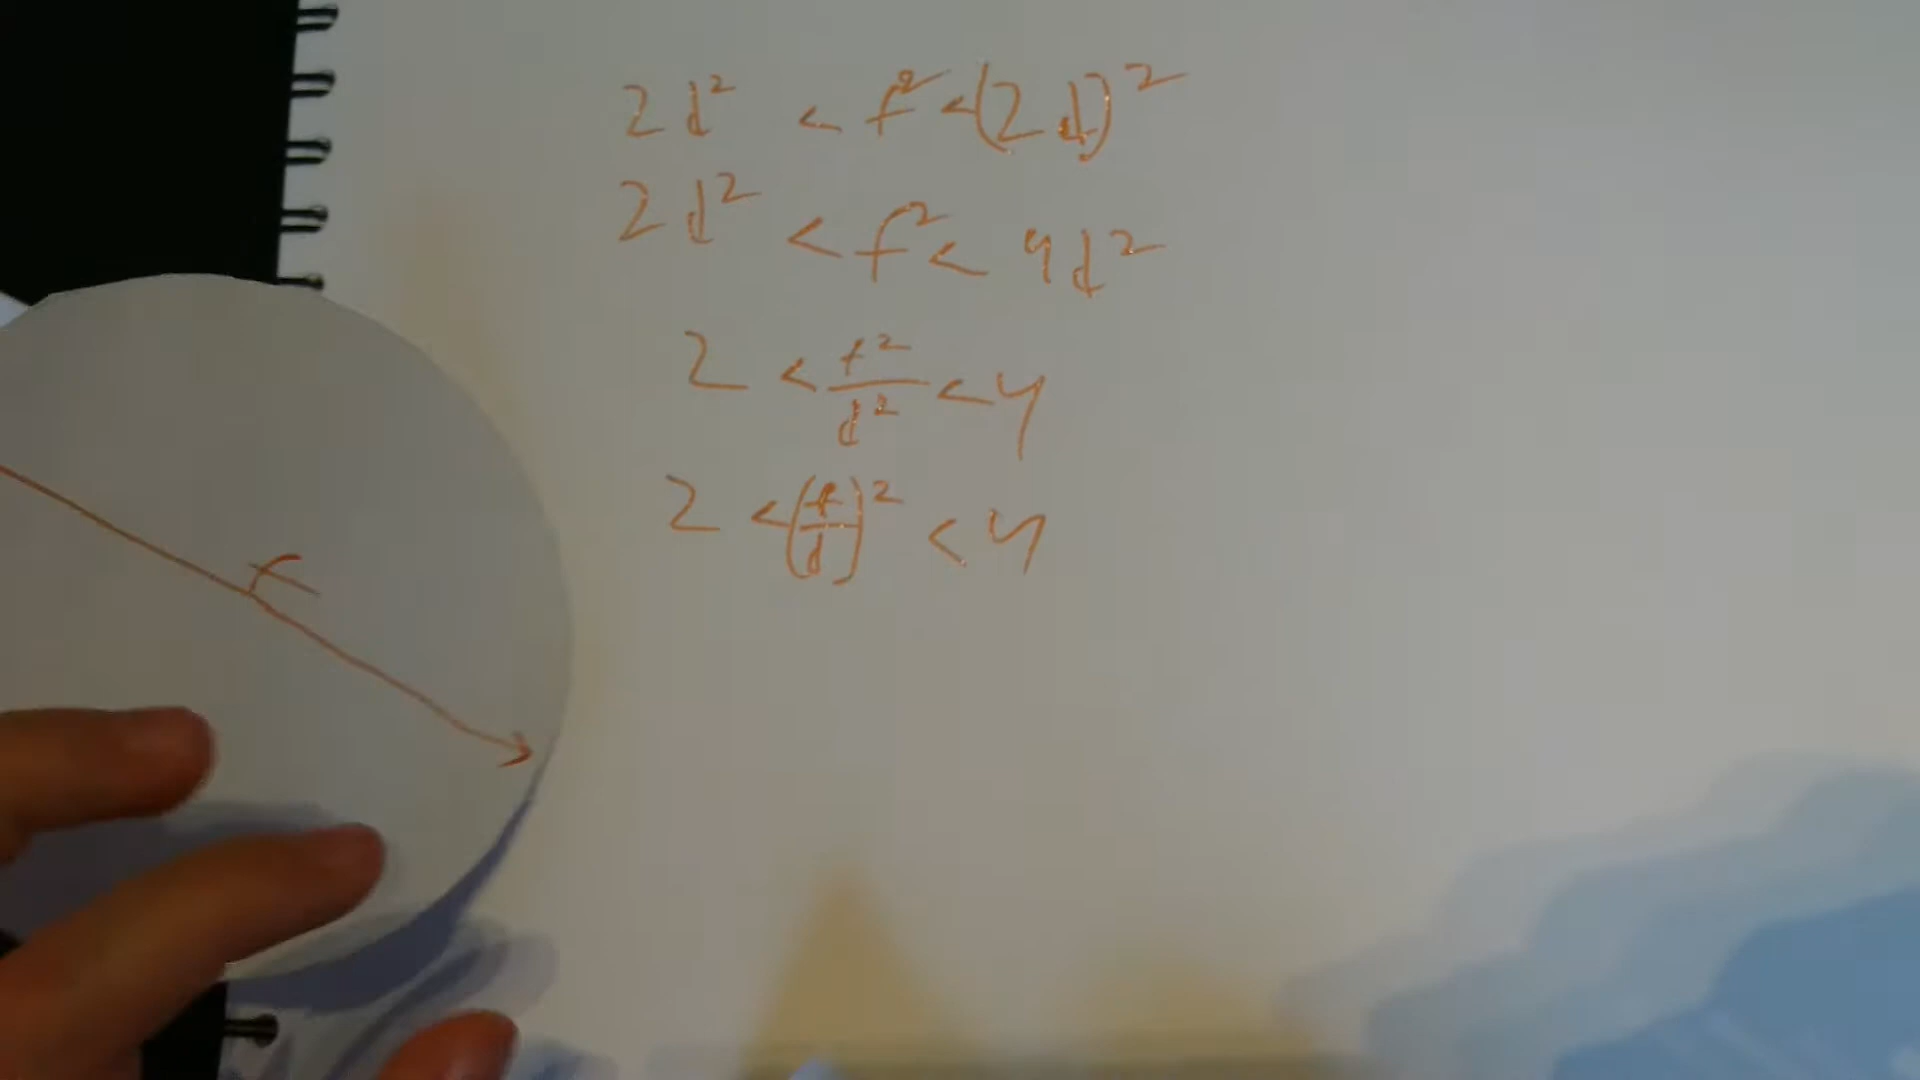 2d² < f² < (2d)²
2d² < f² < 4d²
2 < f²/d² < 4
2 < (f/d)² < 4
f